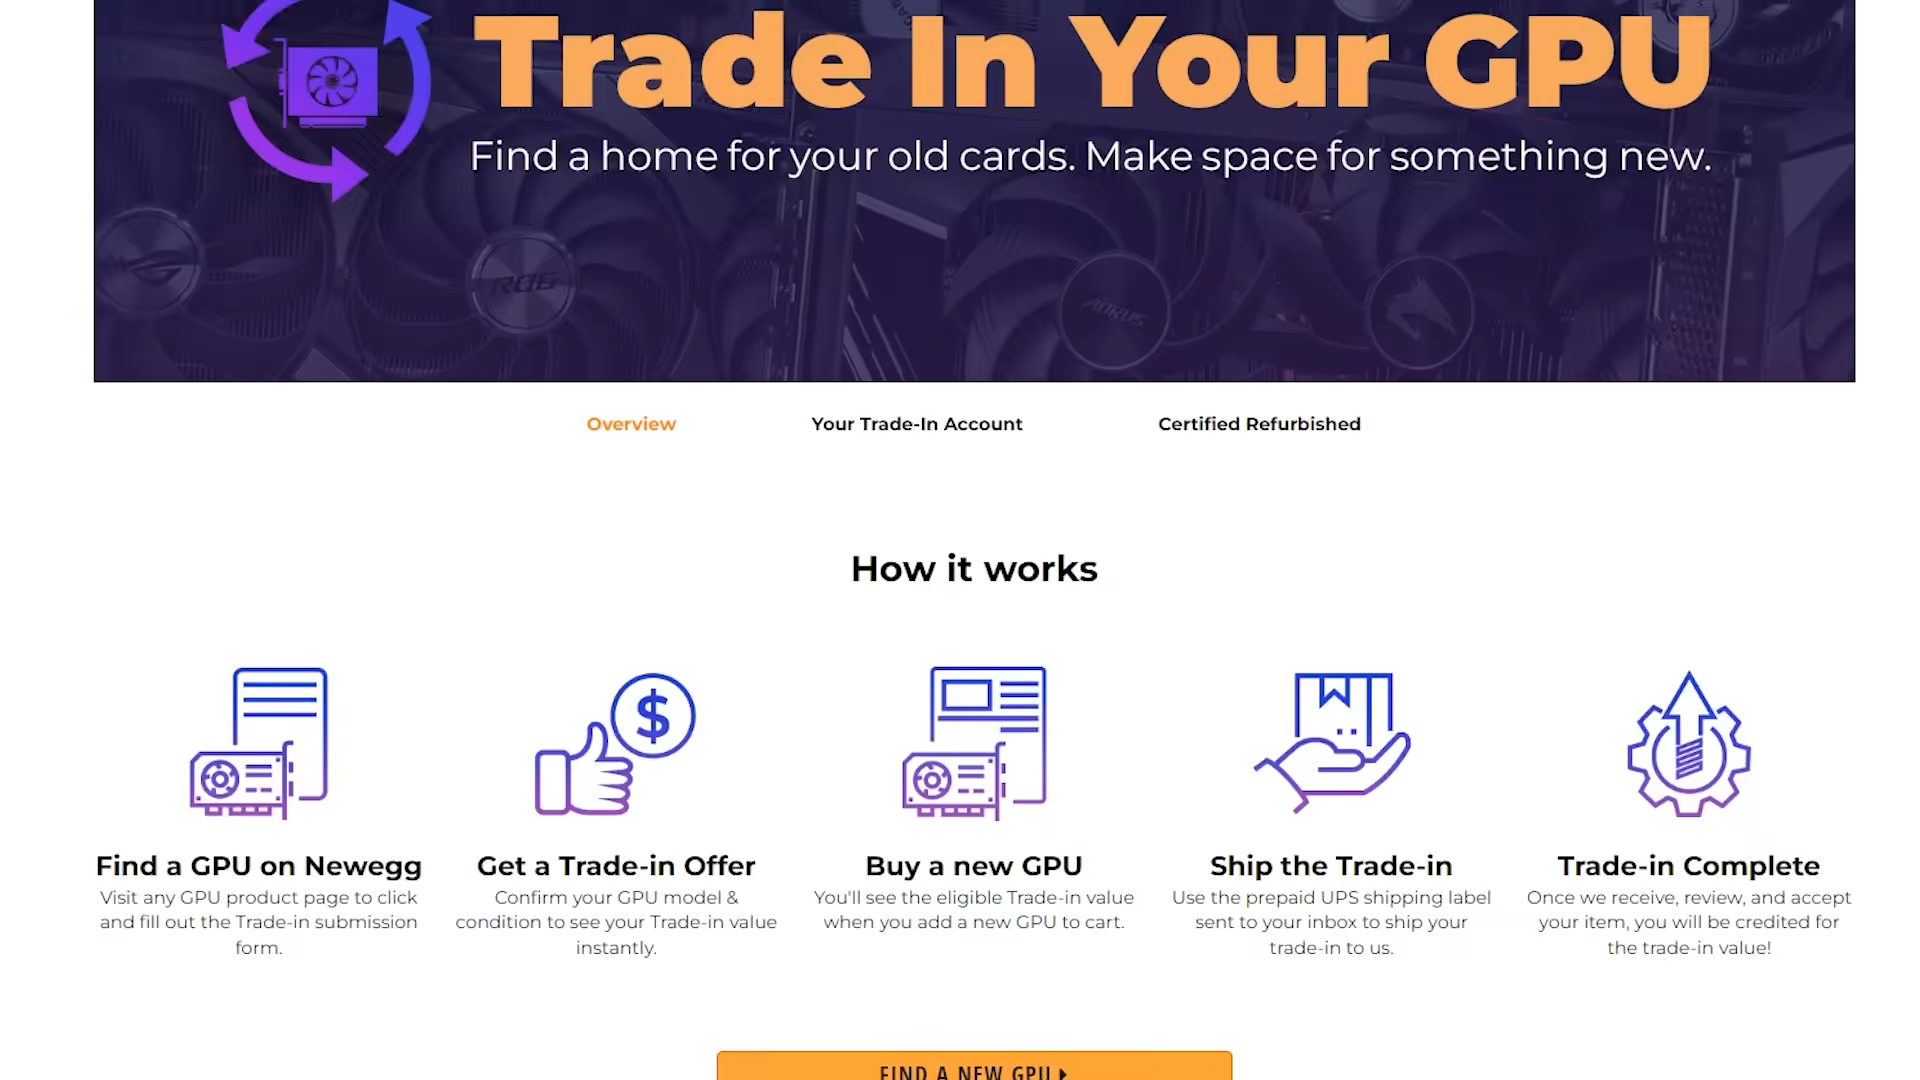 Trade In Your GPU
Find a home for your old cards. Make space for something new.
ROG
AORUS
Overview
Your Trade-In Account
Certified Refurbished
How it works
Find a GPU on Newegg
Visit any GPU product page to click
and fill out the Trade-in submission
form.
Get a Trade-in Offer
Confirm your GPU model &
condition to see your Trade-in value
instantly.
Buy a new GPU
You'll see the eligible Trade-in value
when you add a new GPU to cart.
Ship the Trade-in
Use the prepaid UPS shipping label
sent to your inbox to ship your
trade-in to us.
Trade-in Complete
Once we receive, review, and accept
your item, you will be credited for
the trade-in value!
FIND A NEW GPU